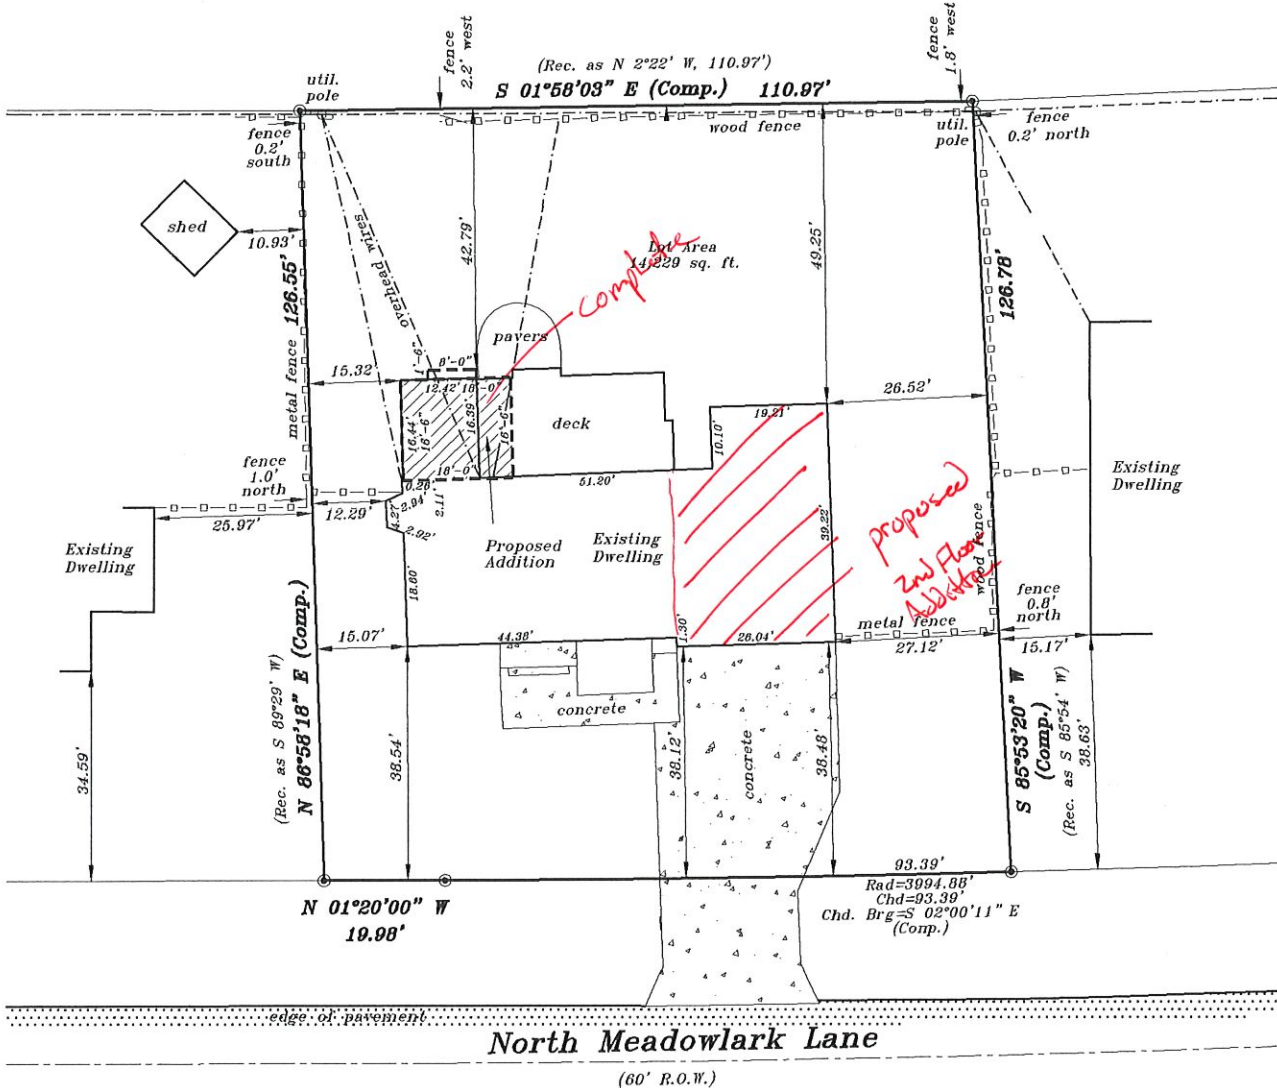 fence
2.2' west
fence
1.8' west
(Rec. as N 2°22' W, 110.97')
S 01°58'03" E (Comp.) 110.97'
util.
pole
fence
0.2'
south
wood fence
util.
pole
fence
0.2' north
shed
10.93'
overhead wires
42.79'
Lot Area
14,229 sq. ft.
49.25'
complete
metal fence
126.55'
126.78'
pavers
15.32'
1'-6"
8'-0"
12.42'
18'-0"
16.44'
16'-6"
16.39'
16'-6"
deck
19.21'
10.10'
26.52'
fence
1.0'
north
18'-0"
51.20'
0.26'
2.94'
2.11'
4.27'
2.92'
25.97'
12.29'
39.22'
proposed
2nd Floor
Addition
wood fence
Existing
Dwelling
Existing
Dwelling
Proposed
Addition
Existing
Dwelling
18.80'
fence
0.8'
north
metal fence
15.07'
44.38'
1.30'
26.04'
27.12'
15.17'
concrete
concrete
34.59'
(Rec. as S 89°29' W)
N 86°58'18" E (Comp.)
38.54'
38.12'
38.48'
S 85°53'20" W
(Comp.)
(Rec. as S 85°54' W)
38.63'
93.39'
Rad=3994.88'
Chd=93.39'
Chd. Brg=S 02°00'11" E
(Comp.)
N 01°20'00" W
19.98'
edge of pavement
North Meadowlark Lane
(60' R.O.W.)